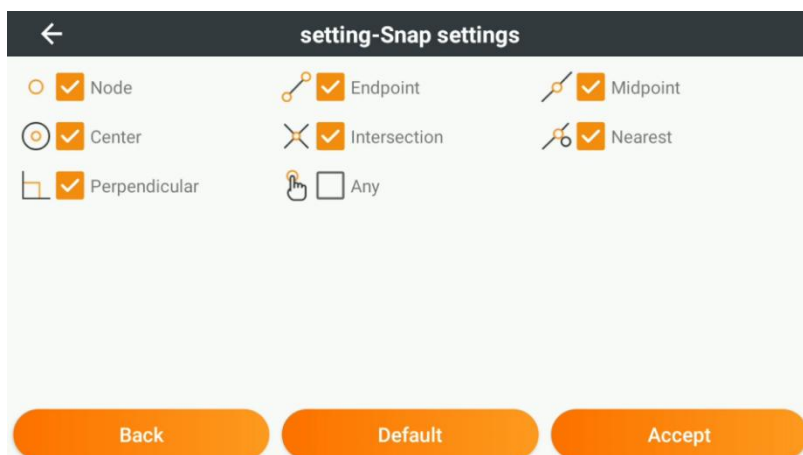 setting-Snap settings
Node Endpoint Midpoint
Center Intersection Nearest
Perpendicular Any
Back Default Accept